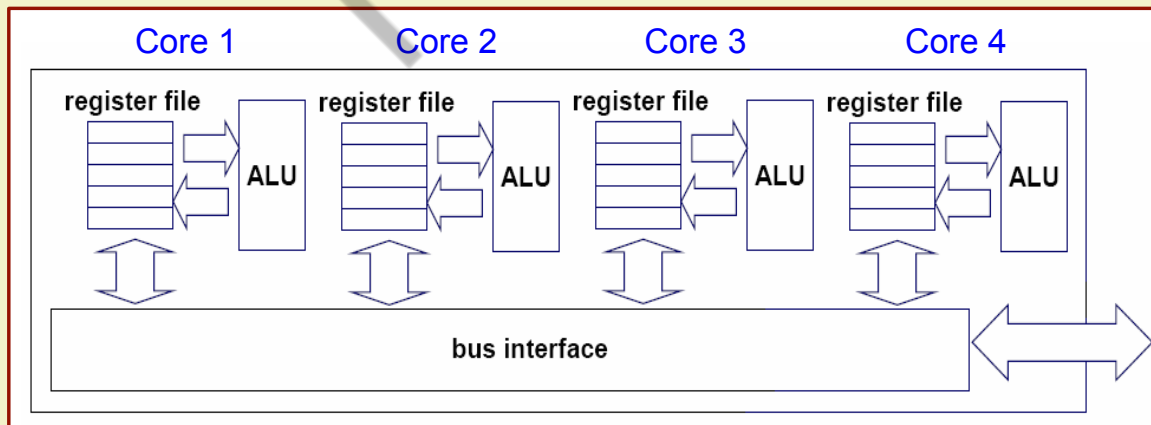 Core 1 Core 2 Core 3 Core 4
register file register file register file register file
ALU ALU ALU ALU
bus interface